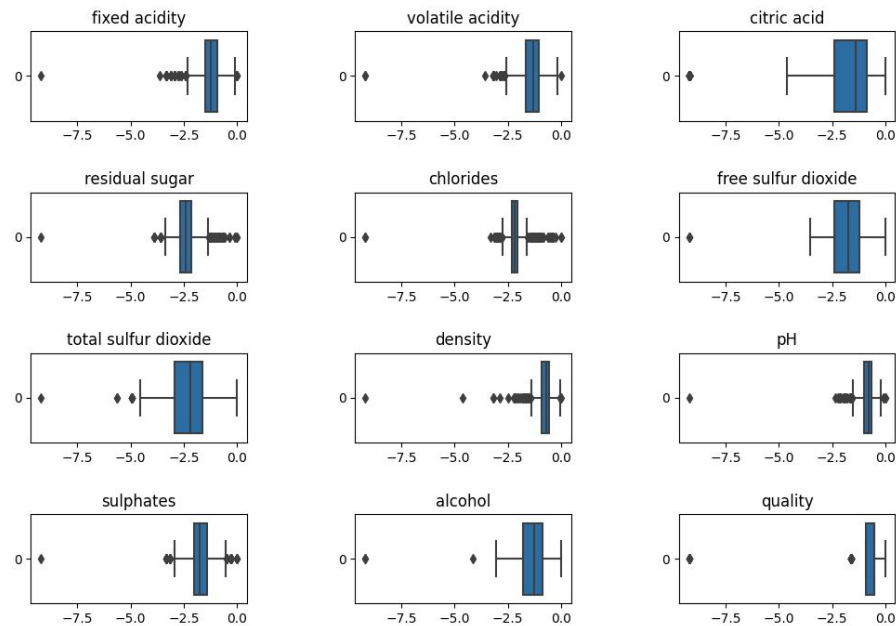 fixed acidity
volatile acidity
citric acid
0
0
0
−7.5 −5.0 −2.5 0.0
−7.5 −5.0 −2.5 0.0
−7.5 −5.0 −2.5 0.0
residual sugar
chlorides
free sulfur dioxide
0
0
0
−7.5 −5.0 −2.5 0.0
−7.5 −5.0 −2.5 0.0
−7.5 −5.0 −2.5 0.0
total sulfur dioxide
density
pH
0
0
0
−7.5 −5.0 −2.5 0.0
−7.5 −5.0 −2.5 0.0
−7.5 −5.0 −2.5 0.0
sulphates
alcohol
quality
0
0
0
−7.5 −5.0 −2.5 0.0
−7.5 −5.0 −2.5 0.0
−7.5 −5.0 −2.5 0.0